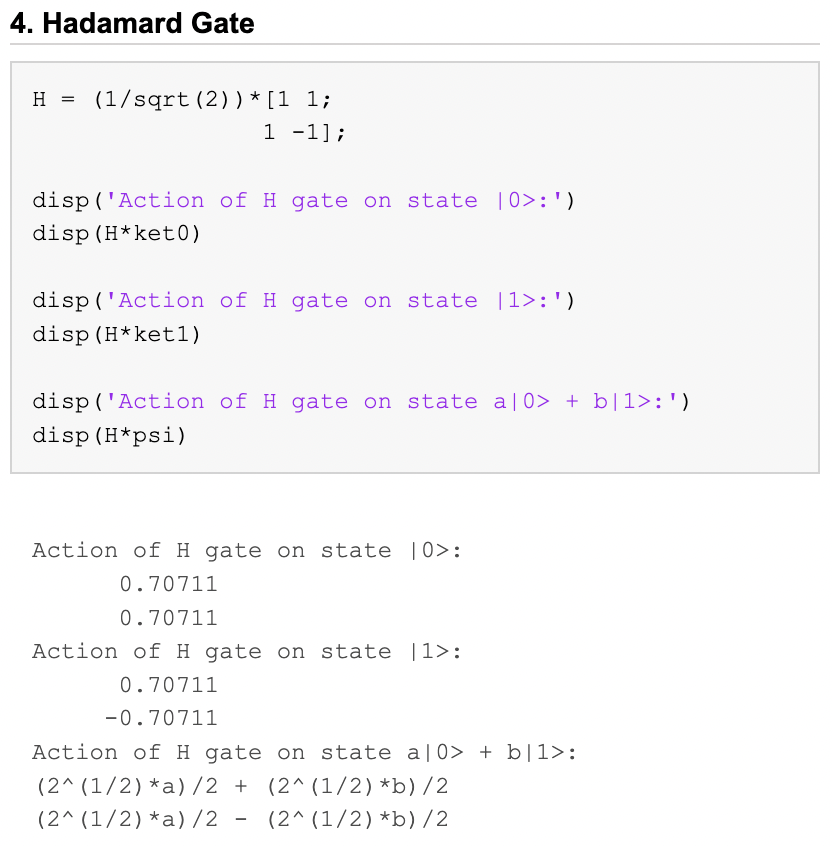 4. Hadamard Gate
H = (1/sqrt(2))*[1 1;
1 -1];
disp('Action of H gate on state |0>:')
disp(H*ket0)
disp('Action of H gate on state |1>:')
disp(H*ket1)
disp('Action of H gate on state a|0> + b|1>:')
disp(H*psi)
Action of H gate on state |0>:
0.70711
0.70711
Action of H gate on state |1>:
0.70711
-0.70711
Action of H gate on state a|0> + b|1>:
(2^(1/2)*a)/2 + (2^(1/2)*b)/2
(2^(1/2)*a)/2 - (2^(1/2)*b)/2